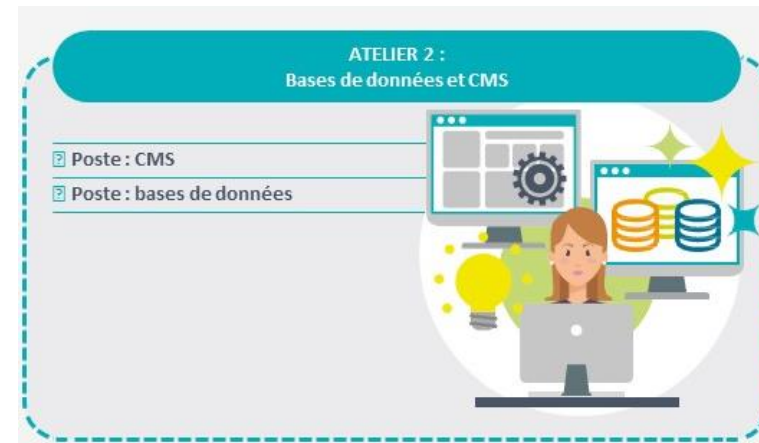 ATELIER 2 :
Bases de données et CMS
Poste : CMS
Poste : bases de données